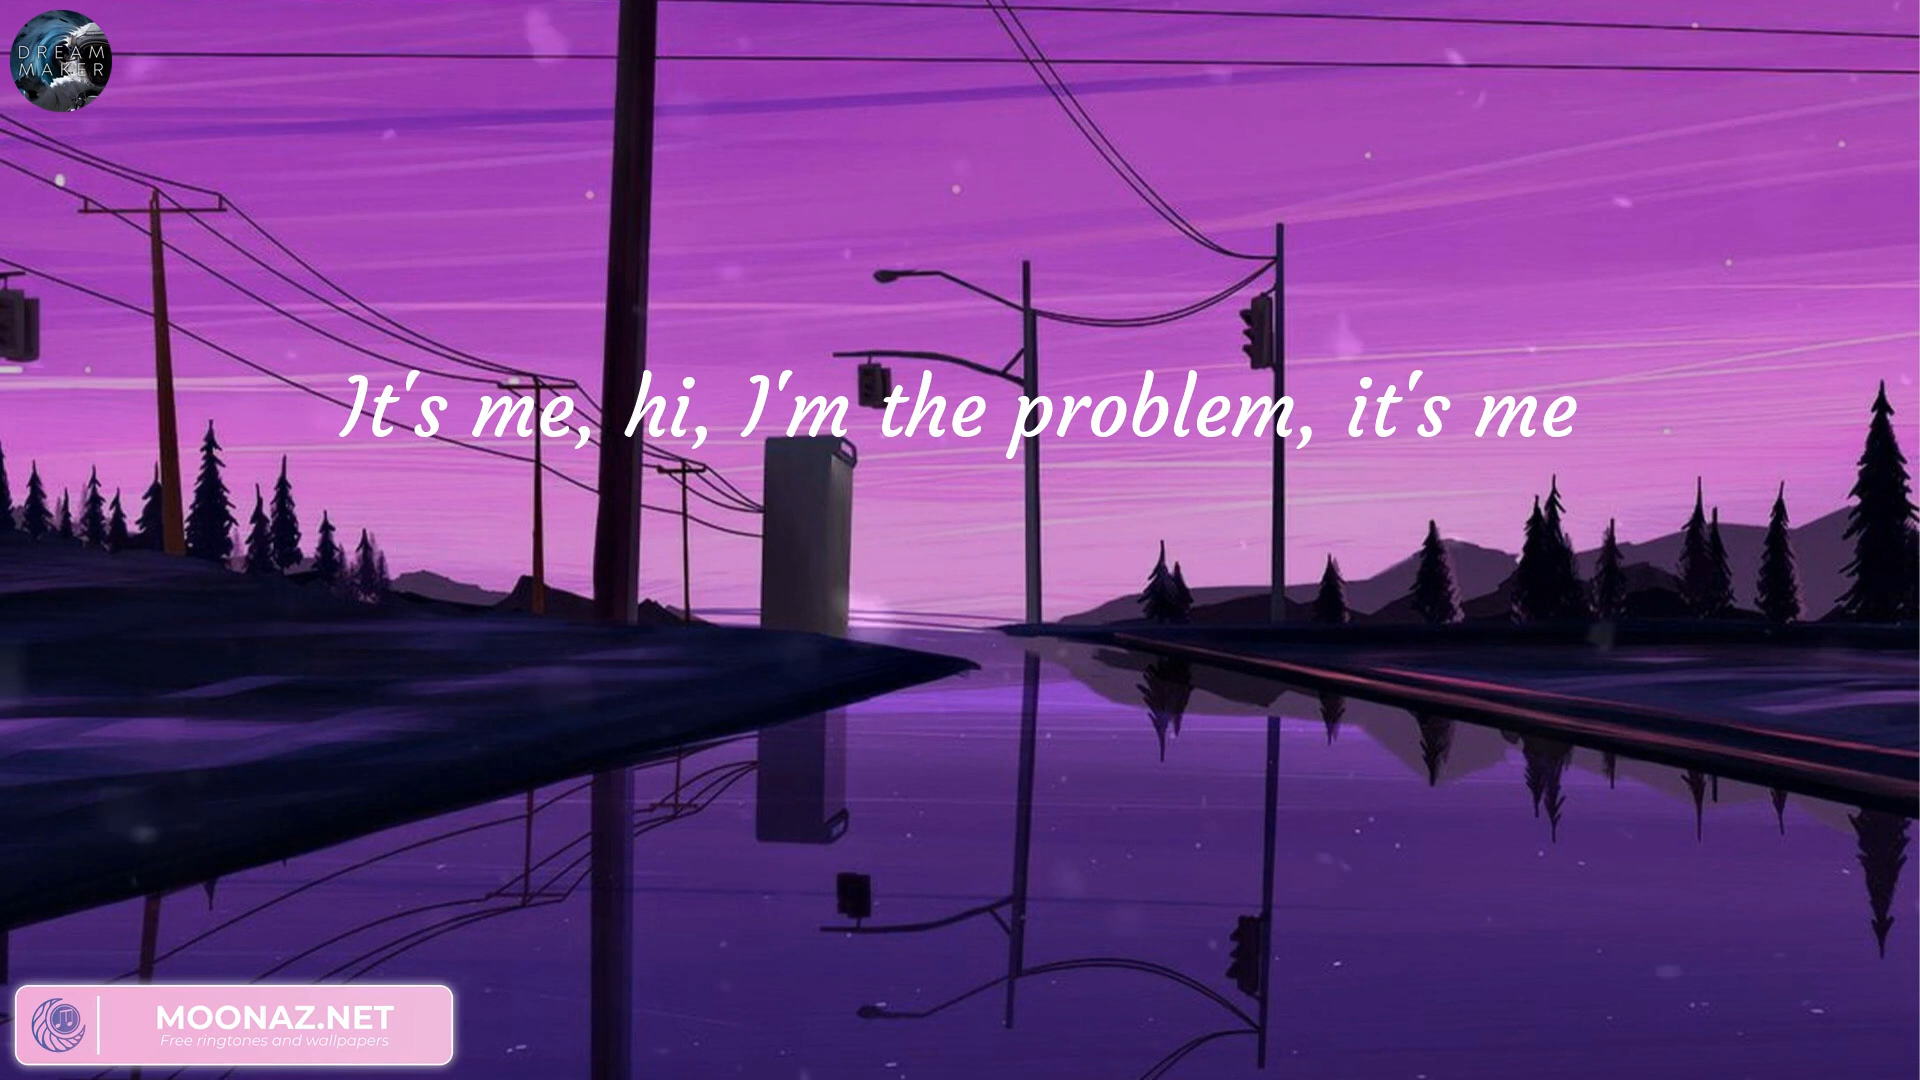 DREAM
MAKER
It's me, hi, I'm the problem, it's me
MOONAZ.NET
Free ringtones and wallpapers